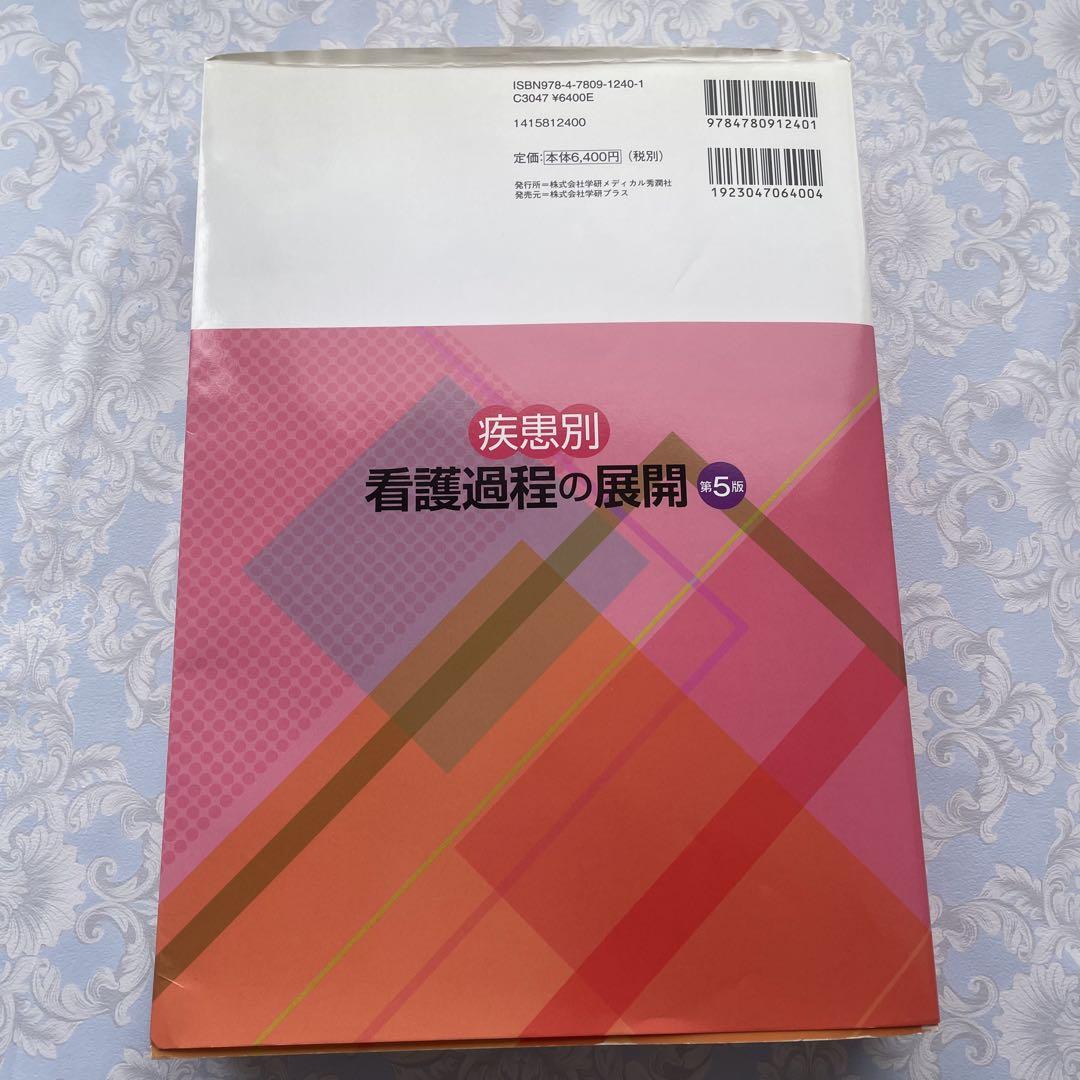 ISBN978-4-7809-1240-1
C3047 ¥6400E
1415812400
定価:本体6,400円(税別)
発行所=株式会社学研メディカル秀潤社
発売元=株式会社学研プラス
9784780912401
1923047064004
疾患別
看護過程の展開 第5版